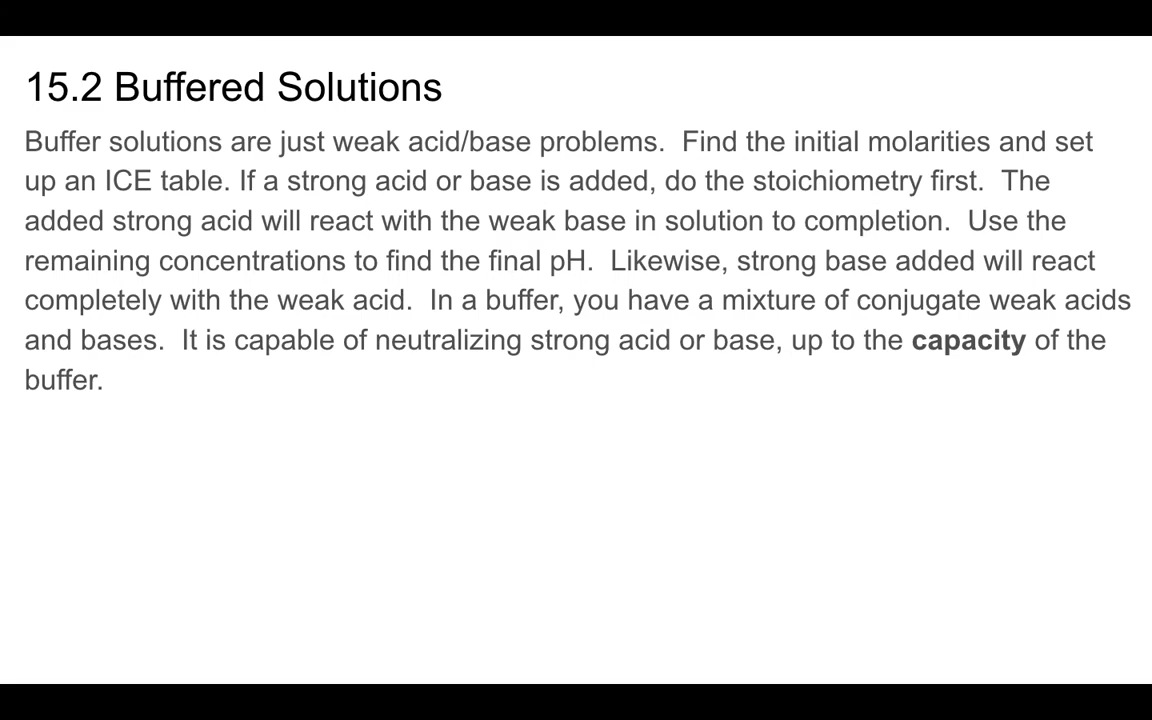 15.2 Buffered Solutions
Buffer solutions are just weak acid/base problems.  Find the initial molarities and set
up an ICE table. If a strong acid or base is added, do the stoichiometry first.  The
added strong acid will react with the weak base in solution to completion.  Use the
remaining concentrations to find the final pH.  Likewise, strong base added will react
completely with the weak acid.  In a buffer, you have a mixture of conjugate weak acids
and bases.  It is capable of neutralizing strong acid or base, up to the capacity of the
buffer.